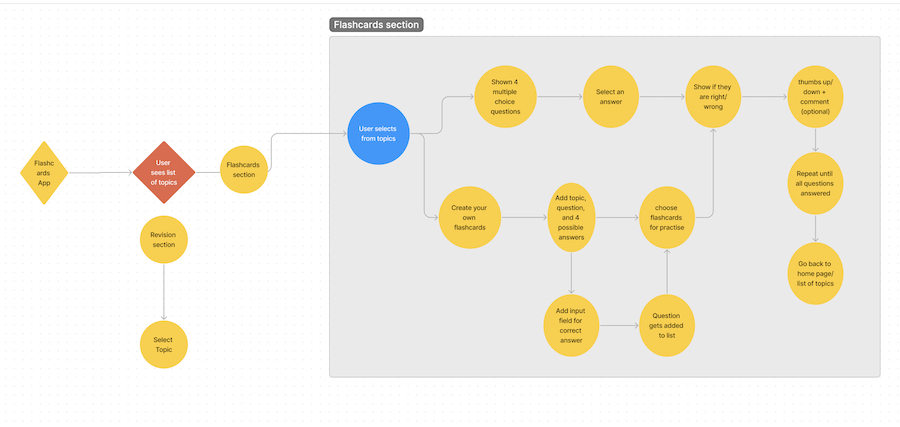 Flashcards section
Flashc
ards
App
User
sees list
of topics
Flashcards
section
Revision
section
Select
Topic
User selects
from topics
Shown 4
multiple
choice
questions
Select an
answer
Show if they
are right/
wrong
thumbs up/
down +
comment
(optional)
Create your
own
flashcards
Add topic,
question,
and 4
possible
answers
choose
flashcards
for practise
Repeat until
all questions
answered
Add input
field for
correct
answer
Question
gets added
to list
Go back to
home page/
list of topics